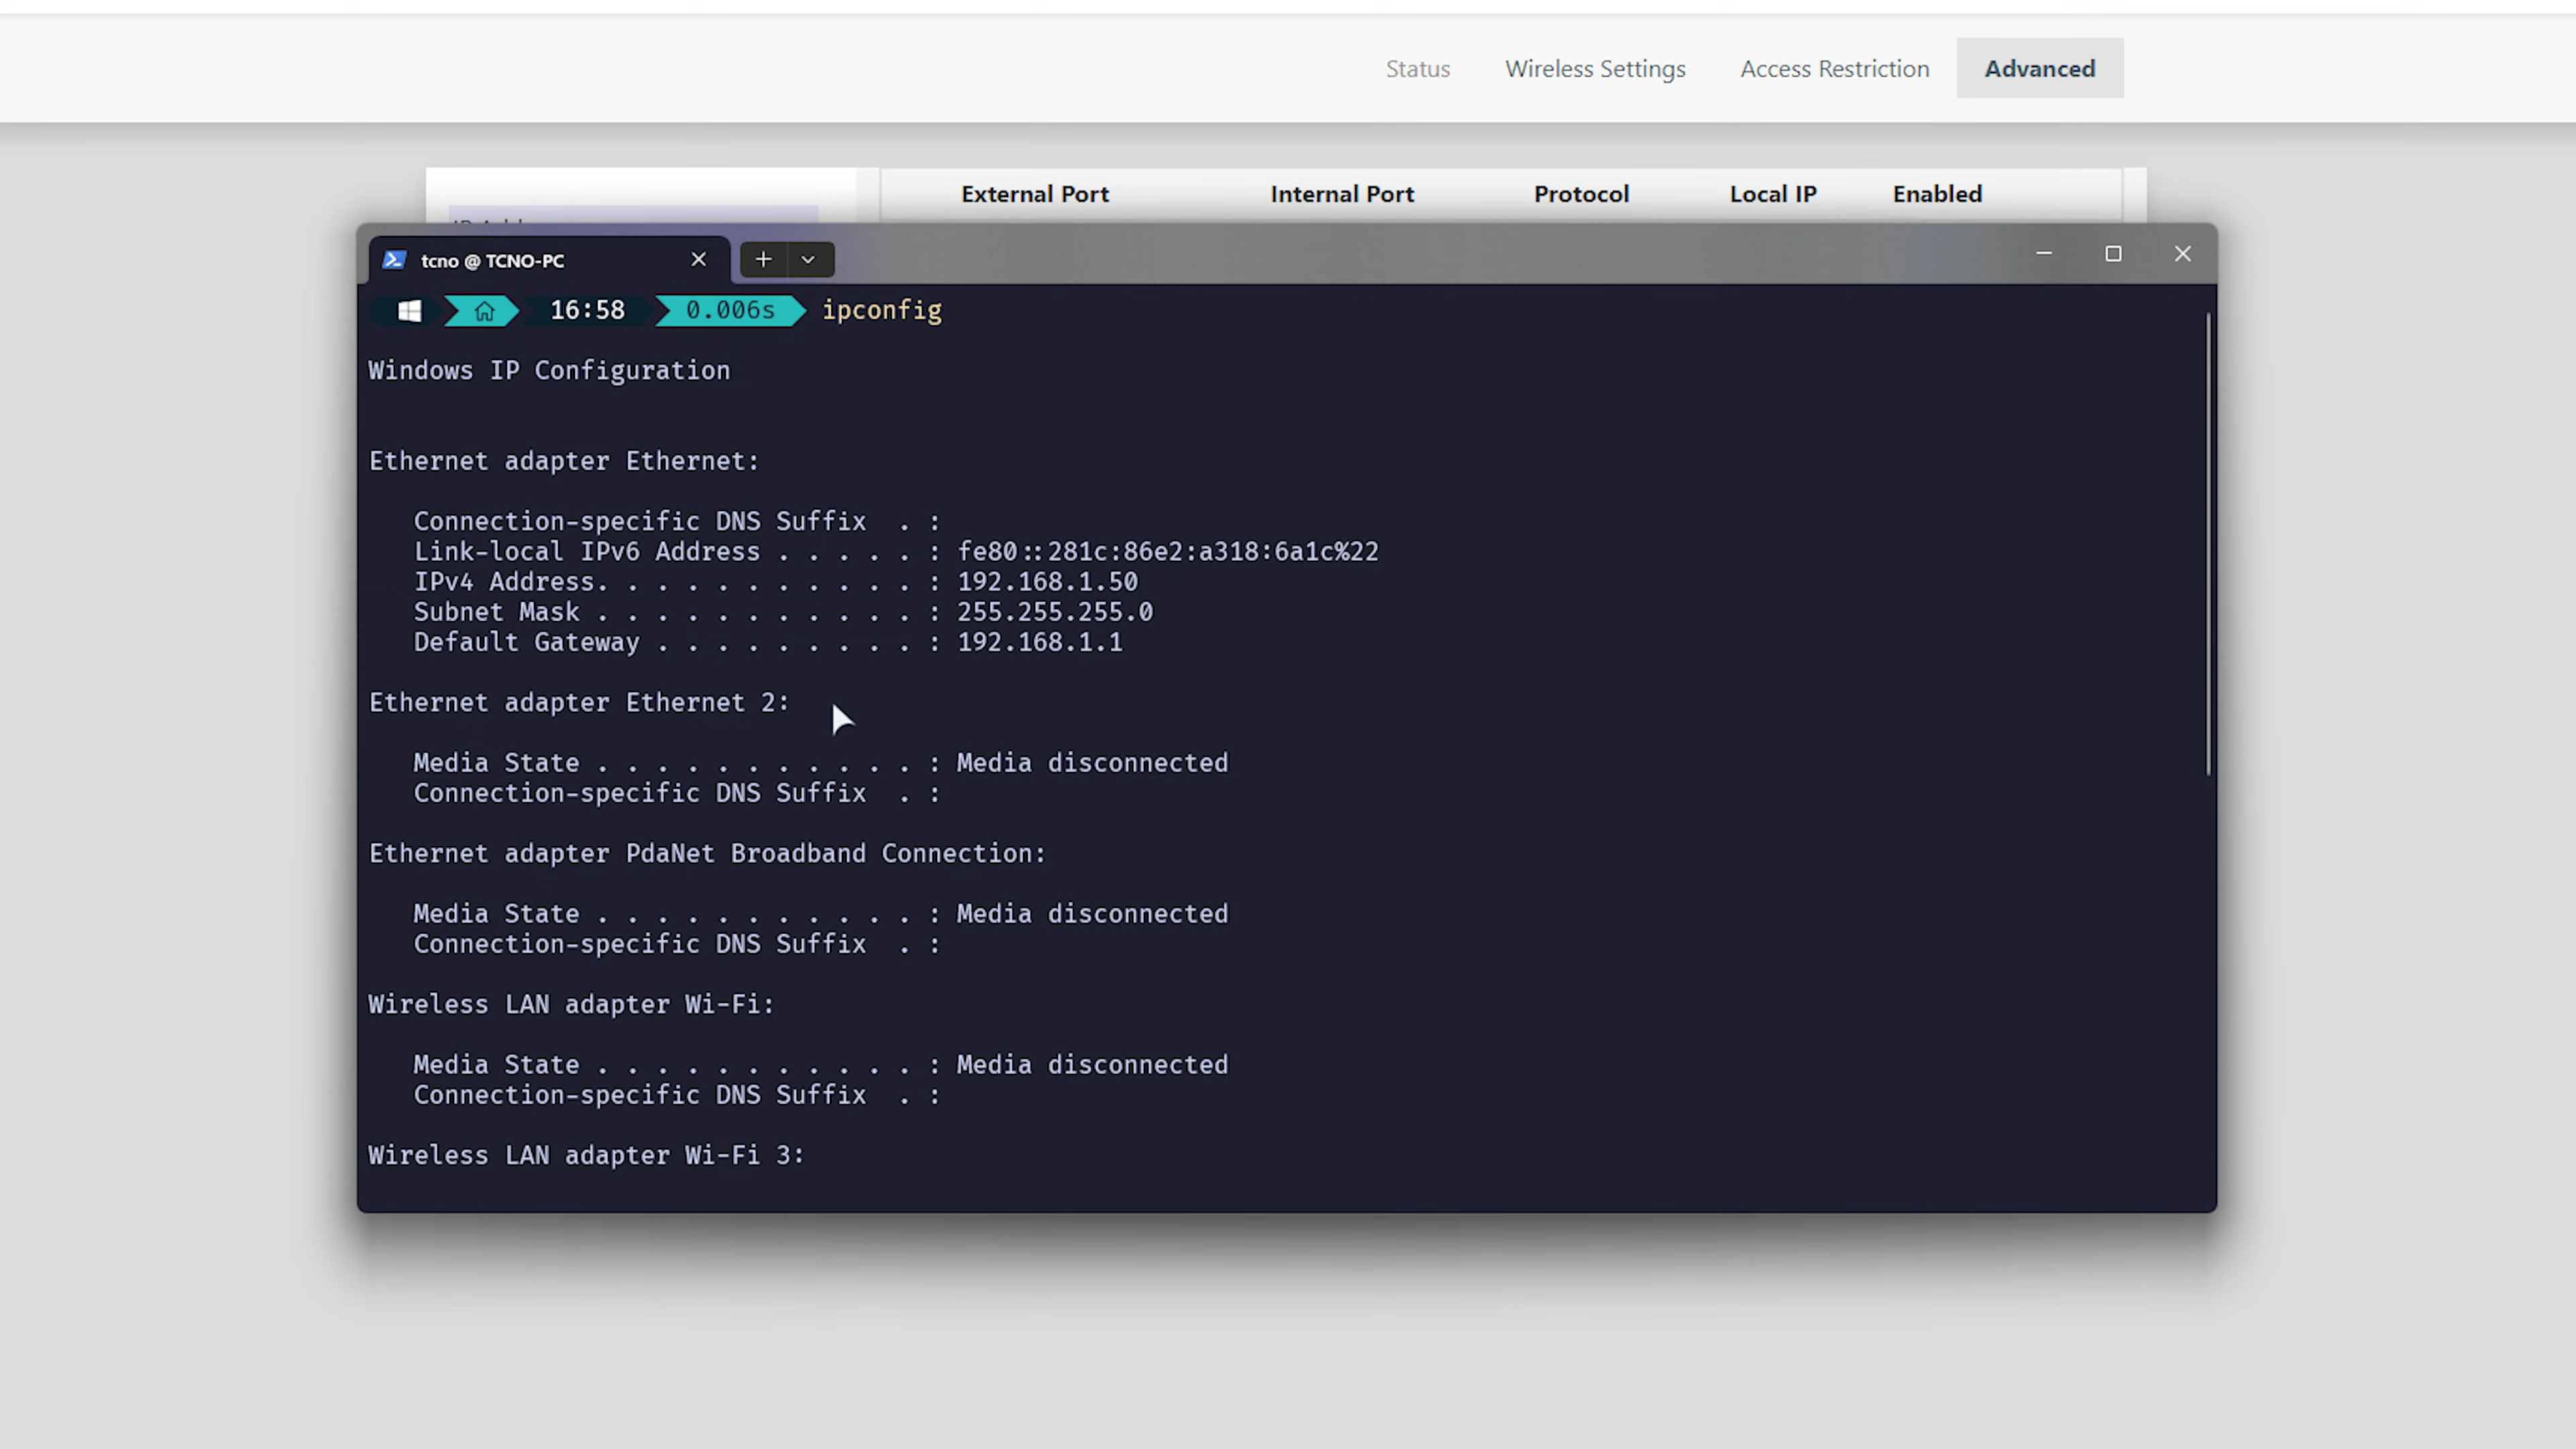 Status Wireless Settings Access Restriction Advanced
External Port Internal Port Protocol Local IP Enabled
tcno @ TCNO-PC
16:58 0.006s ipconfig
Windows IP Configuration
Ethernet adapter Ethernet:
Connection-specific DNS Suffix  . :
Link-local IPv6 Address . . . . . : fe80::281c:86e2:a318:6a1c%22
IPv4 Address. . . . . . . . . . . : 192.168.1.50
Subnet Mask . . . . . . . . . . . : 255.255.255.0
Default Gateway . . . . . . . . . : 192.168.1.1
Ethernet adapter Ethernet 2:
Media State . . . . . . . . . . . : Media disconnected
Connection-specific DNS Suffix  . :
Ethernet adapter PdaNet Broadband Connection:
Media State . . . . . . . . . . . : Media disconnected
Connection-specific DNS Suffix  . :
Wireless LAN adapter Wi-Fi:
Media State . . . . . . . . . . . : Media disconnected
Connection-specific DNS Suffix  . :
Wireless LAN adapter Wi-Fi 3: